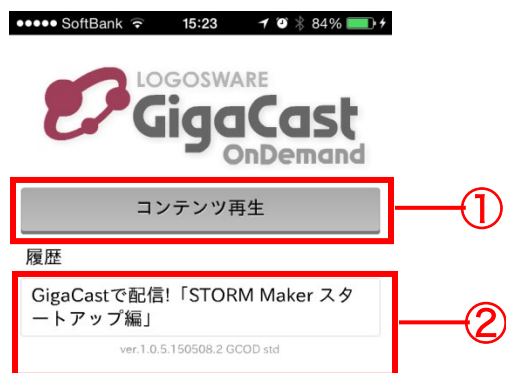 SoftBank 15:23 84%
LOGOSWARE
GigaCast
OnDemand
コンテンツ再生
①
履歴
GigaCastで配信!「STORM Maker スタ
ートアップ編」
②
ver.1.0.5.150508.2 GCOD std